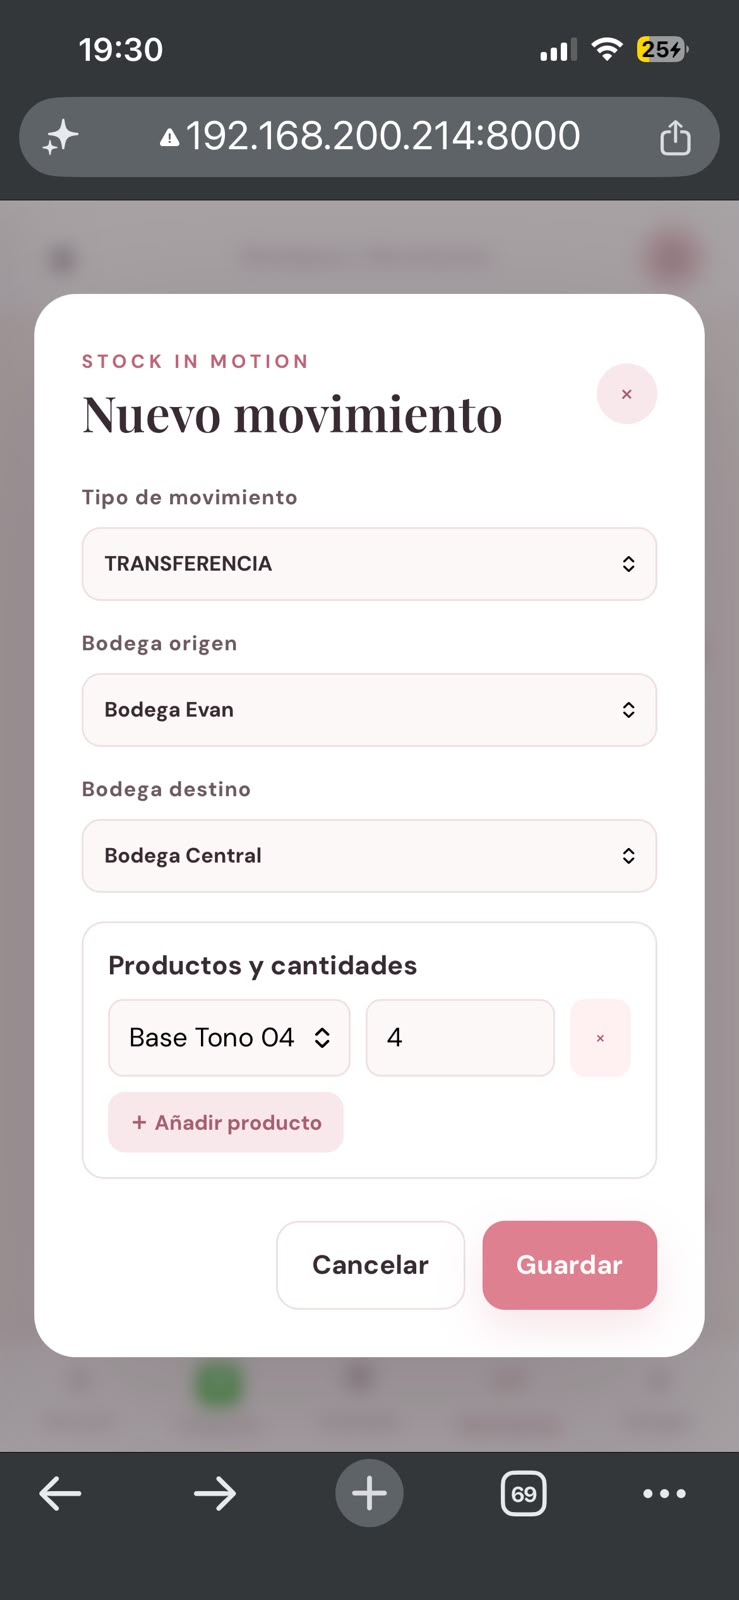 19:30
25
192.168.200.214:8000
STOCK IN MOTION
Nuevo movimiento
×
Tipo de movimiento
TRANSFERENCIA
Bodega origen
Bodega Evan
Bodega destino
Bodega Central
Productos y cantidades
Base Tono 04 4 ×
+ Añadir producto
Cancelar Guardar
69